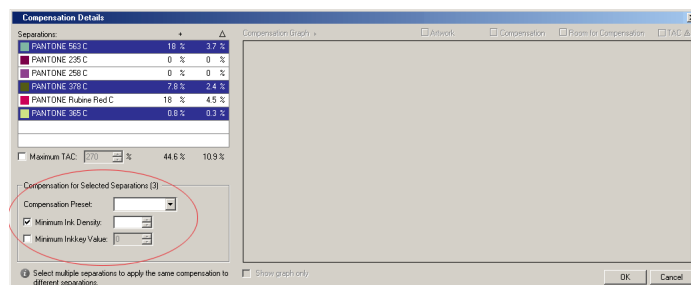 Compensation Details
Separations: + Δ
PANTONE 563 C 18 % 3.7 %
PANTONE 235 C 0 % 0 %
PANTONE 258 C 0 % 0 %
PANTONE 378 C 7.8 % 2.4 %
PANTONE Rubine Red C 18 % 4.5 %
PANTONE 365 C 0.8 % 0.3 %
Maximum TAC: 270 % 44.6 % 10.9 %
Compensation for Selected Separations (3)
Compensation Preset:
Minimum Ink Density:
Minimum Inkkey Value: 0
Select multiple separations to apply the same compensation to
different separations.
Compensation Graph + Artwork Compensation Room for Compensation TAC
Show graph only
OK Cancel